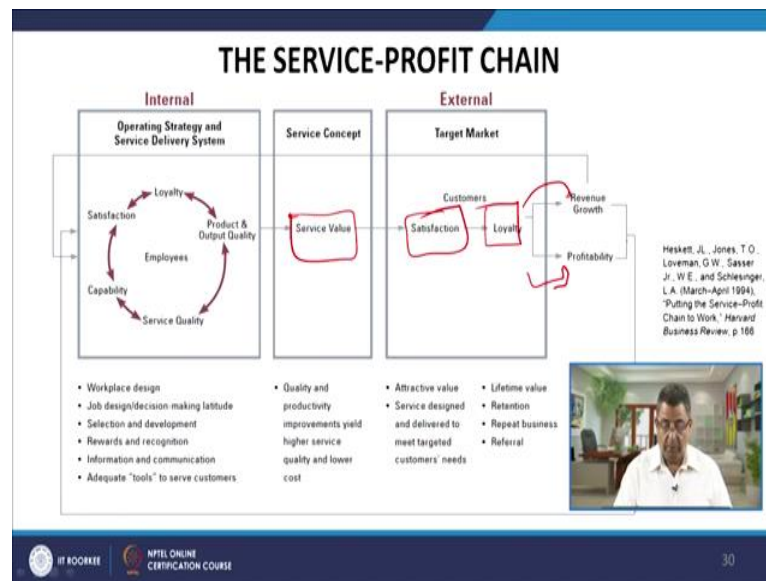 THE SERVICE-PROFIT CHAIN
Internal
External
Operating Strategy and
Service Delivery System
Service Concept
Target Market
Loyalty
Satisfaction
Product &
Output Quality
Employees
Capability
Service Quality
Service Value
Customers
Satisfaction
Loyalty
Revenue
Growth
Profitability
Heskett, J.L., Jones, T.O.,
Loveman, G.W., Sasser
Jr., W.E., and Schlesinger,
L.A. (March–April 1994),
"Putting the Service–Profit
Chain to Work," Harvard
Business Review, p.166
• Workplace design
• Job design/decision-making latitude
• Selection and development
• Rewards and recognition
• Information and communication
• Adequate "tools" to serve customers
• Quality and
productivity
improvements yield
higher service
quality and lower
cost
• Attractive value
• Service designed
and delivered to
meet targeted
customers' needs
• Lifetime value
• Retention
• Repeat business
• Referral
IIT ROORKEE
NPTEL ONLINE
CERTIFICATION COURSE
30